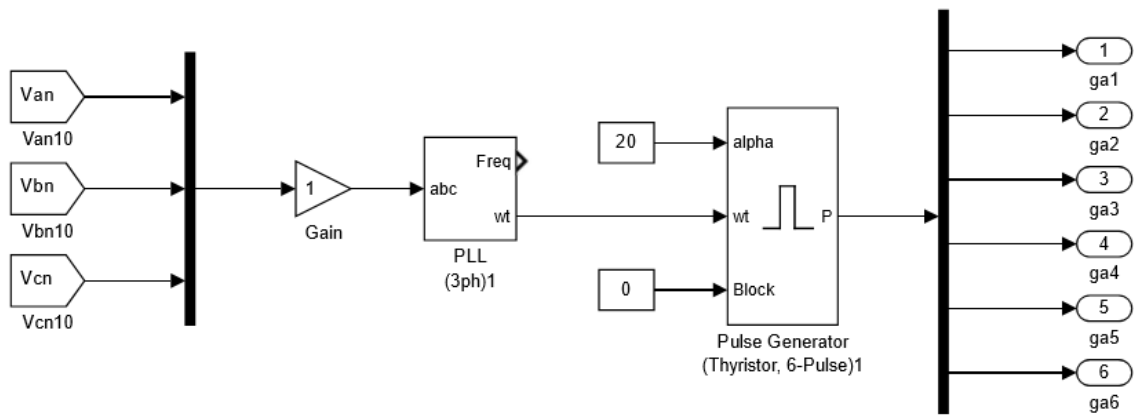 Van
Van10
Vbn
Vbn10
Vcn
Vcn10
1
Gain
Freq
abc
wt
PLL
(3ph)1
20
0
alpha
wt
P
Block
Pulse Generator
(Thyristor, 6-Pulse)1
1
ga1
2
ga2
3
ga3
4
ga4
5
ga5
6
ga6